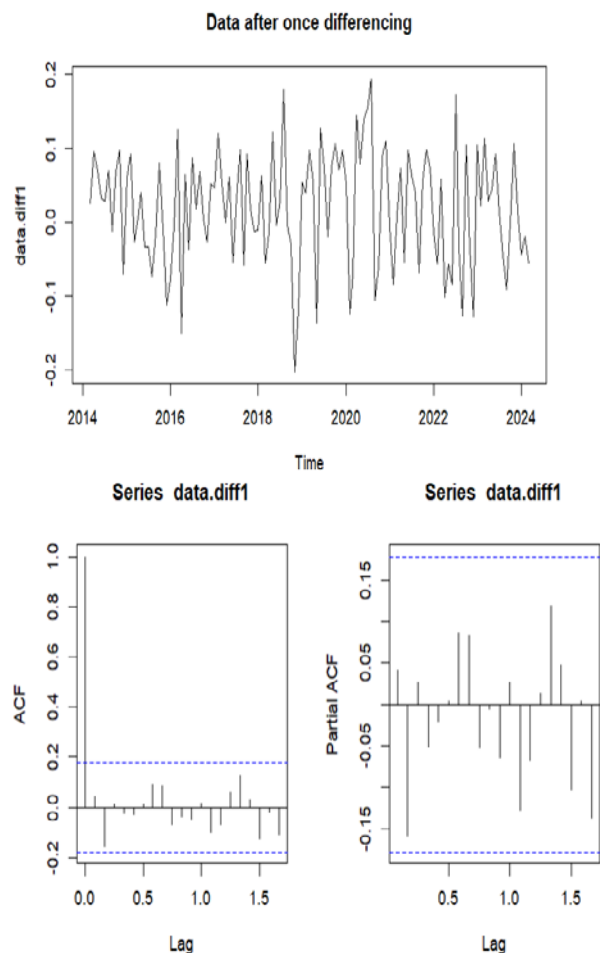 Data after once differencing
data.diff1
0.2
0.1
0.0
-0.1
-0.2
2014 2016 2018 2020 2022 2024
Time
Series data.diff1
ACF
1.0
0.8
0.6
0.4
0.2
0.0
-0.2
0.0 0.5 1.0 1.5
Lag
Series data.diff1
Partial ACF
0.15
0.05
-0.05
-0.15
0.5 1.0 1.5
Lag